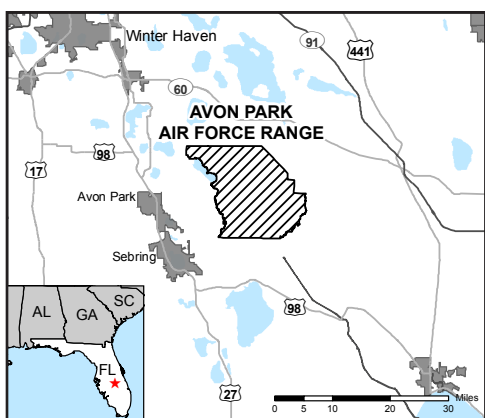 Winter Haven
91
441
60
AVON PARK
AIR FORCE RANGE
98
17
Avon Park
Sebring
98
27
AL
GA
SC
FL
0 5 10 20 30
Miles